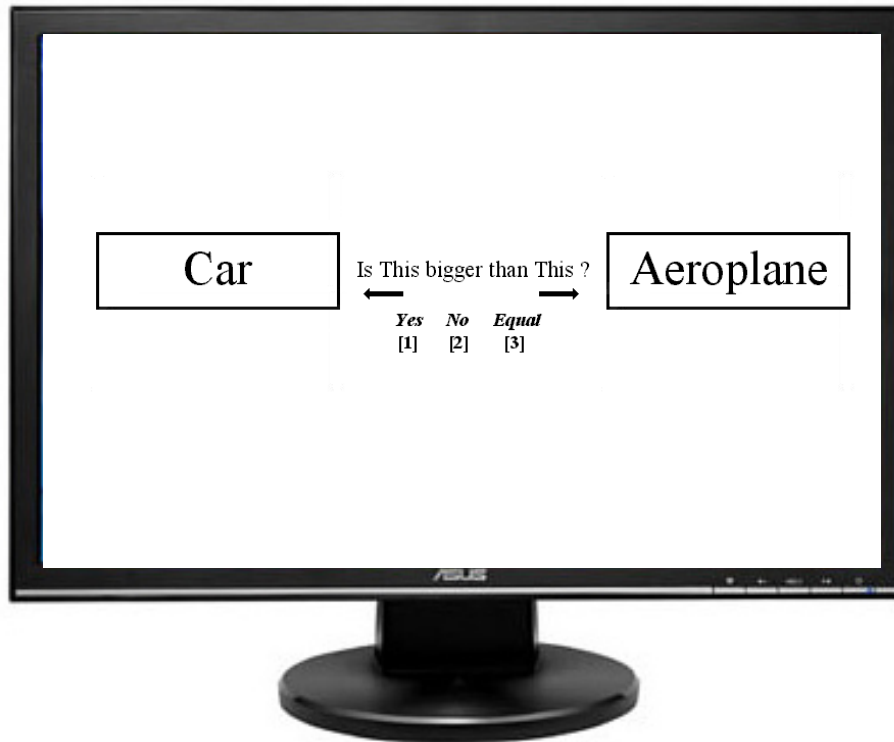 Car
Is This bigger than This ?
Aeroplane
Yes No Equal
[1] [2] [3]
ASUS